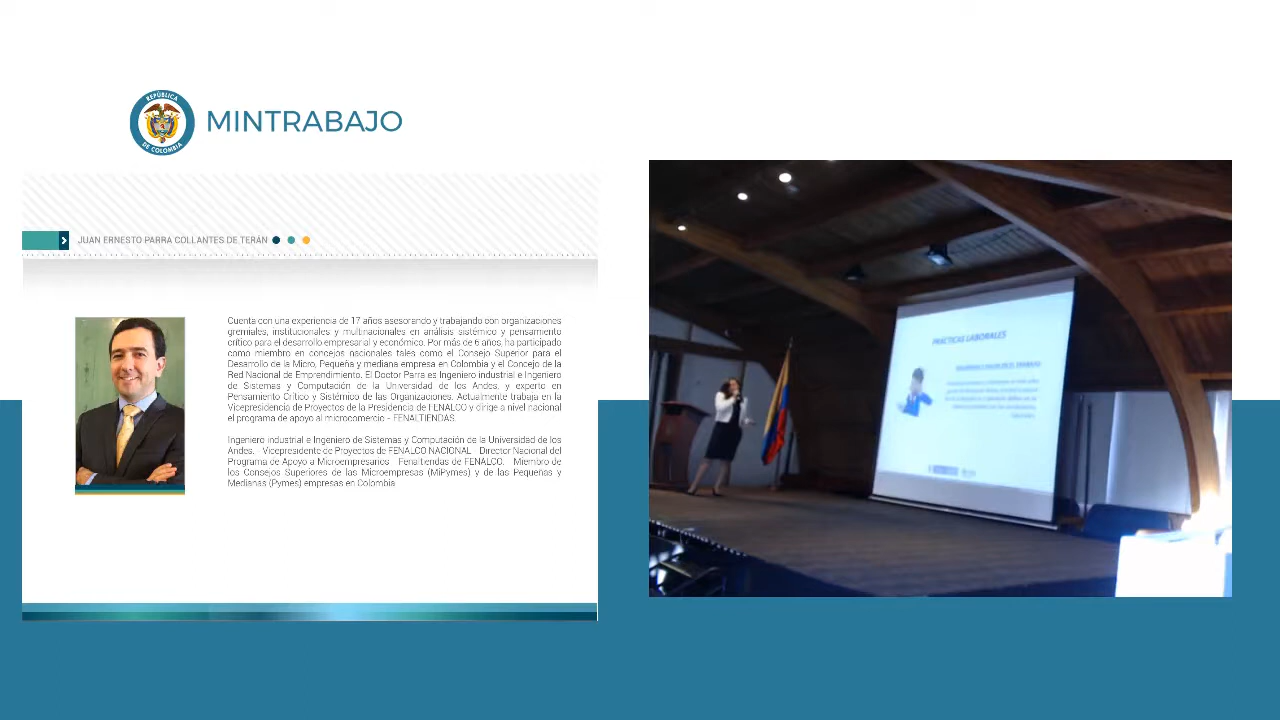 REPÚBLICA
DE COLOMBIA
MINTRABAJO
JUAN ERNESTO PARRA COLLANTES DE TERÁN
Cuenta con una experiencia de 17 años asesorando y trabajando con organizaciones
gremiales, institucionales y multinacionales en análisis sistémico y pensamiento
crítico para el desarrollo empresarial y económico. Por más de 6 años, ha participado
como miembro en concejos nacionales tales como el Consejo Superior para el
Desarrollo de la Micro, Pequeña y mediana empresa en Colombia y el Concejo de la
Red Nacional de Emprendimiento. El Doctor Parra es Ingeniero industrial e Ingeniero
de Sistemas y Computación de la Universidad de los Andes y experto en
Pensamiento Sistémico y Sistémico de las Organizaciones. Actualmente trabaja en la
Vicepresidencia de Proyectos de la Presidencia de FENALCO y dirige a nivel nacional
el programa de apoyo al microcomercio - FENALTIENDAS.
Ingeniero industrial e Ingeniero de Sistemas y Computación de la Universidad de los
Andes. Vicepresidente de Proyectos de FENALCO NACIONAL Director Nacional del
Programa de Apoyo a Microempresarios Fenaltiendas de FENALCO. Miembro de
los Consejos Superiores de las Microempresas (MiPymes) y de las Pequeñas y
Medianas (Pymes) empresas en Colombia
PRÁCTICAS LABORALES